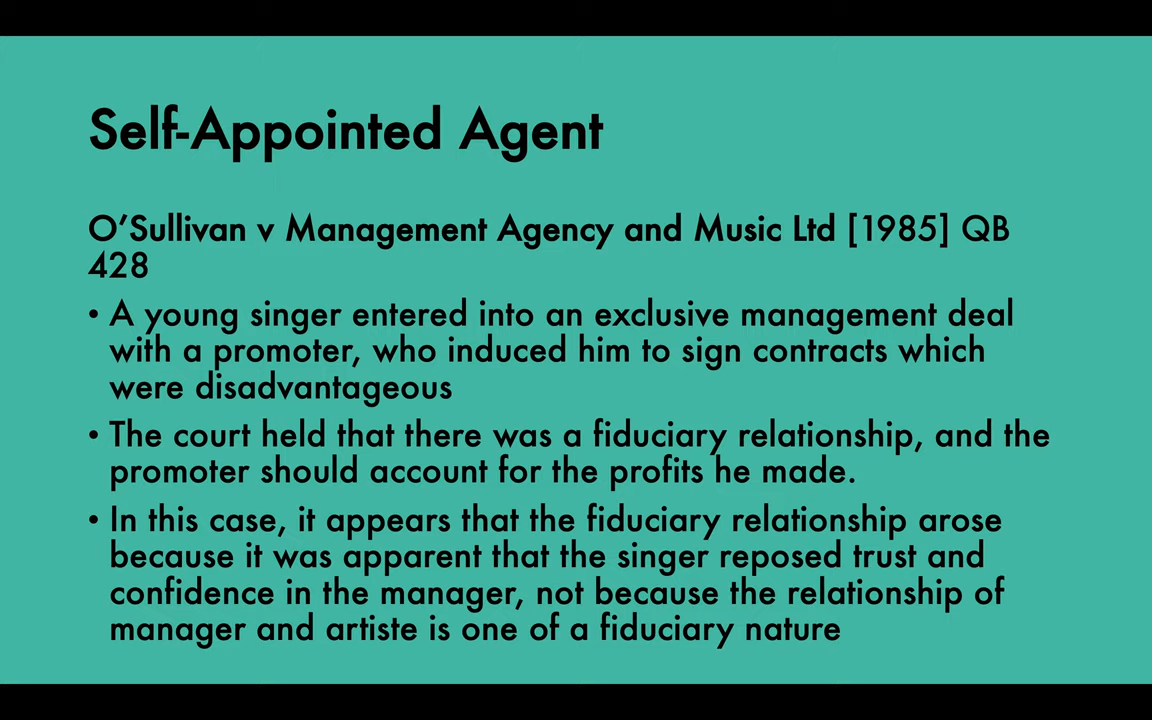 Self-Appointed Agent
O’Sullivan v Management Agency and Music Ltd [1985] QB
428
• A young singer entered into an exclusive management deal
with a promoter, who induced him to sign contracts which
were disadvantageous
• The court held that there was a fiduciary relationship, and the
promoter should account for the profits he made.
• In this case, it appears that the fiduciary relationship arose
because it was apparent that the singer reposed trust and
confidence in the manager, not because the relationship of
manager and artiste is one of a fiduciary nature